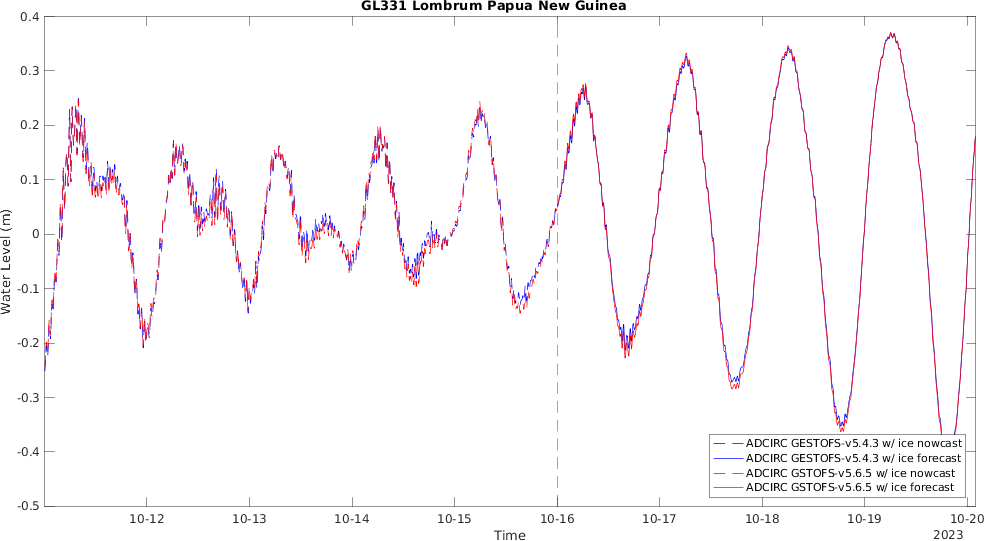 GL331 Lombrum Papua New Guinea
0.4
0.3
0.2
0.1
0
-0.1
-0.2
-0.3
-0.4
-0.5
Water Level (m)
10-12
10-13
10-14
10-15
10-16
10-17
10-18
10-19
10-20
Time
2023
ADCIRC GESTOFS-v5.4.3 w/ ice nowcast
ADCIRC GESTOFS-v5.4.3 w/ ice forecast
ADCIRC GSTOFS-v5.6.5 w/ ice nowcast
ADCIRC GSTOFS-v5.6.5 w/ ice forecast